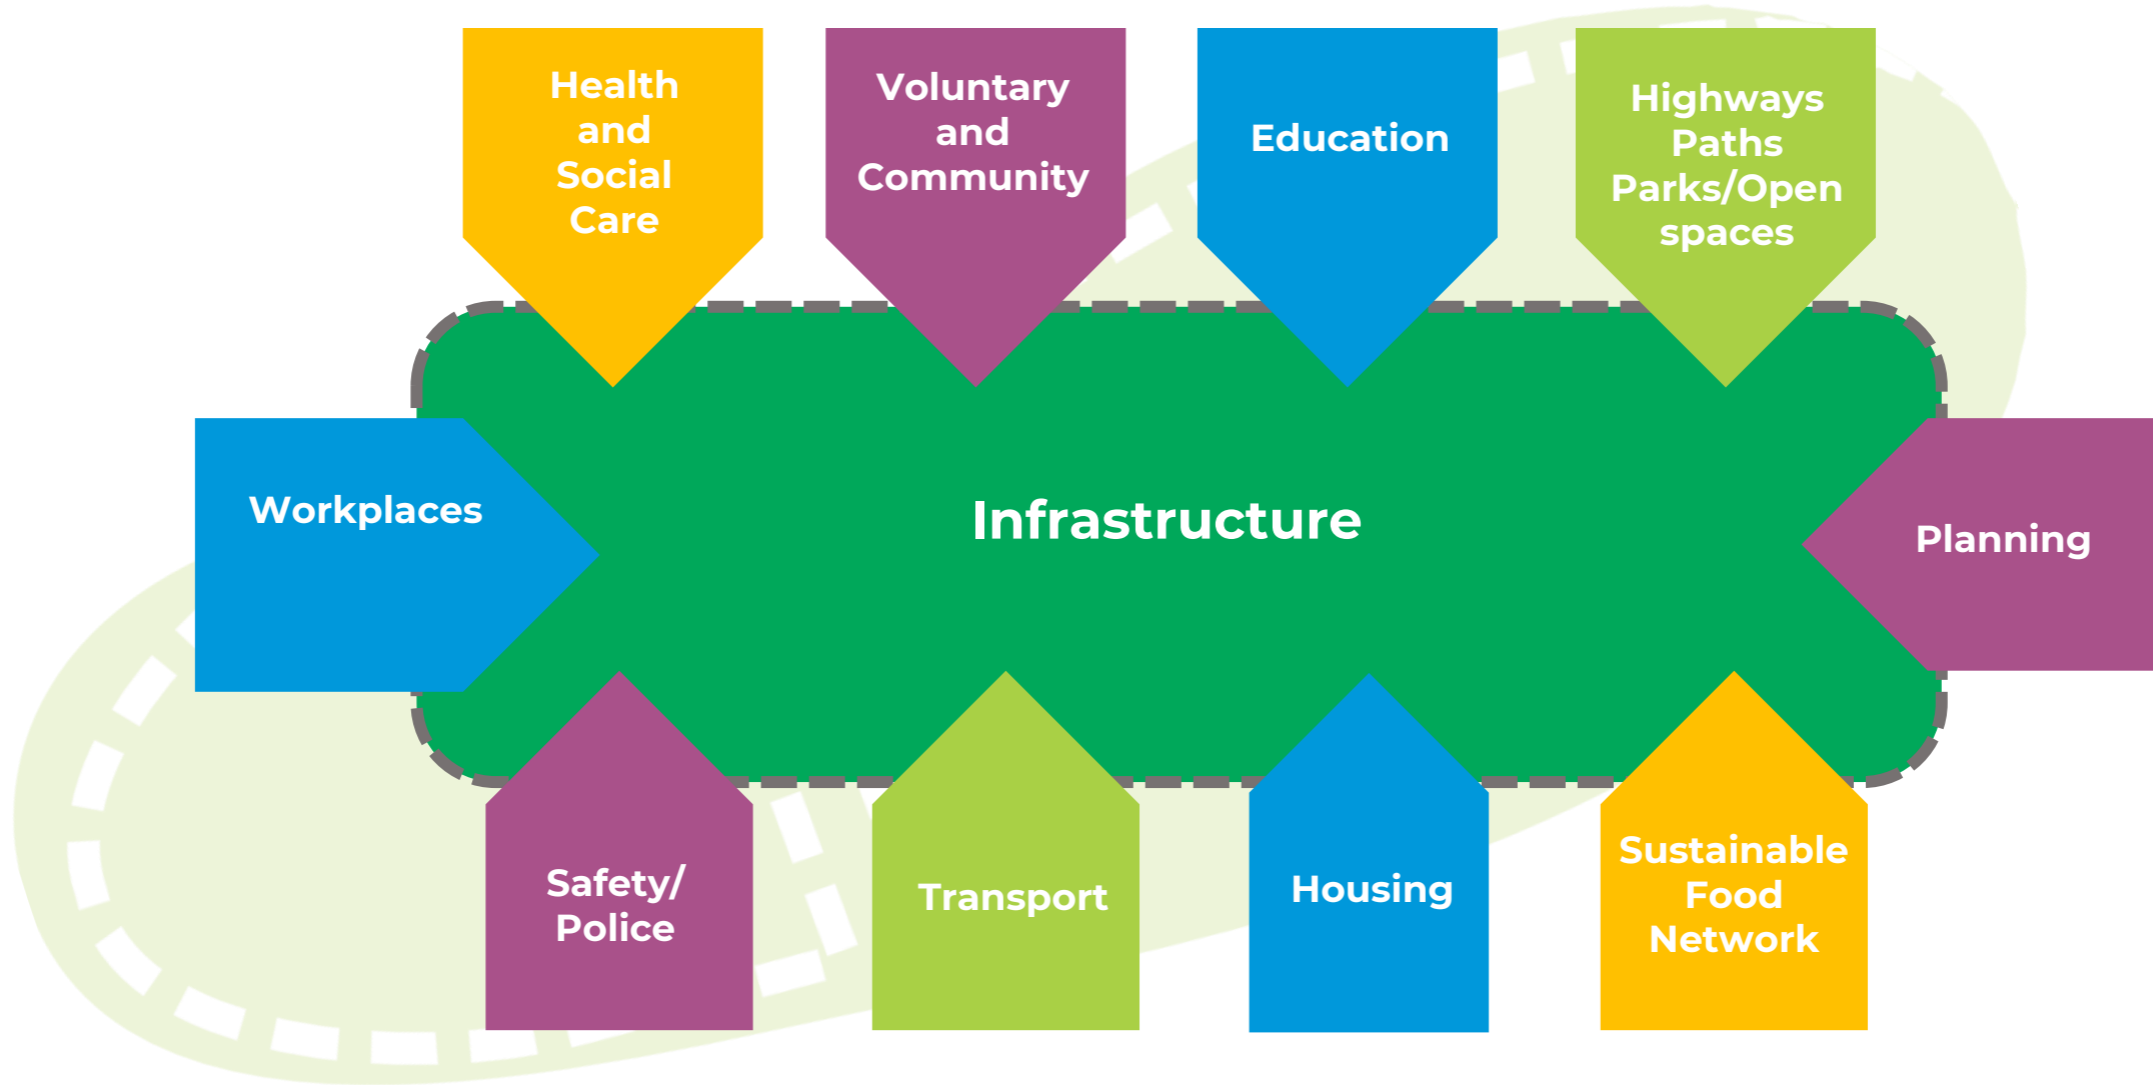 Health
and
Social
Care
Voluntary
and
Community
Education
Highways
Paths
Parks/Open
spaces
Workplaces
Infrastructure
Planning
Safety/
Police
Transport
Housing
Sustainable
Food
Network